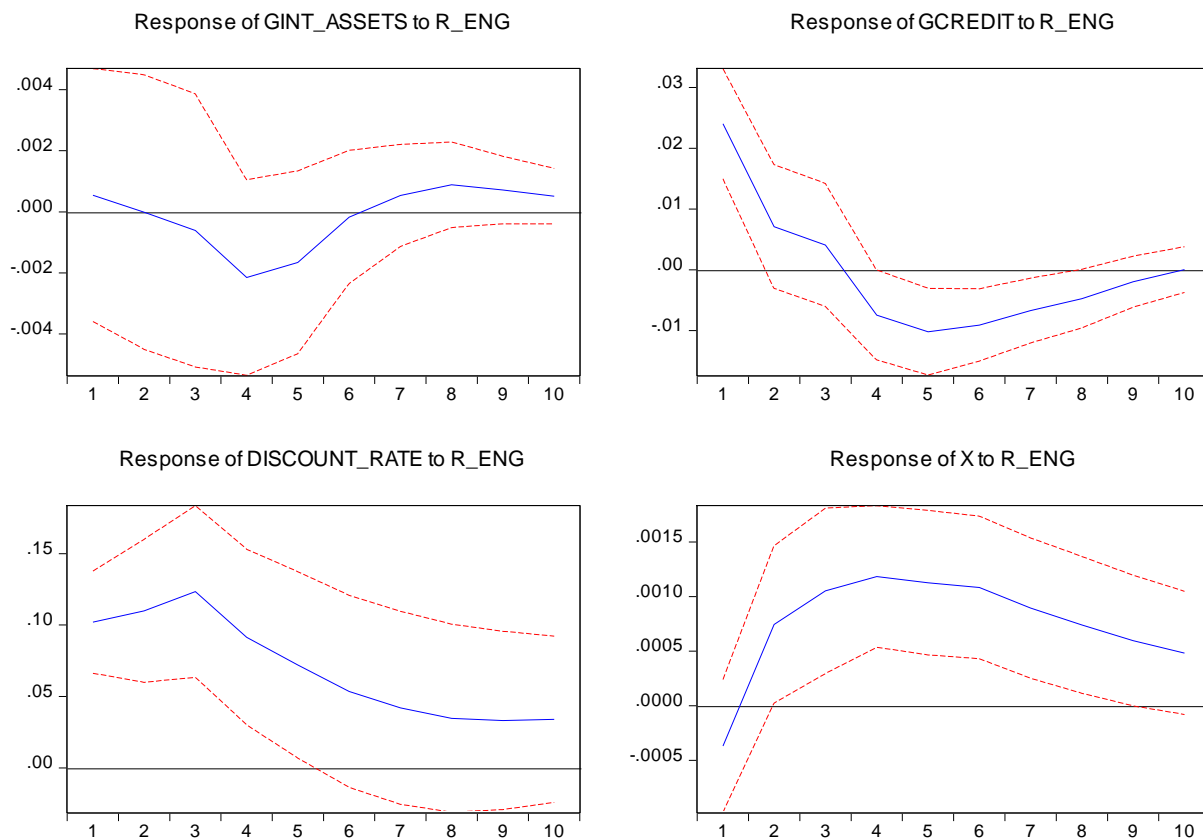 Response of GINT_ASSETS to R_ENG
.004
.002
.000
-.002
-.004
1 2 3 4 5 6 7 8 9 10
Response of GCREDIT to R_ENG
.03
.02
.01
.00
-.01
1 2 3 4 5 6 7 8 9 10
Response of DISCOUNT_RATE to R_ENG
.15
.10
.05
.00
1 2 3 4 5 6 7 8 9 10
Response of X to R_ENG
.0015
.0010
.0005
.0000
-.0005
1 2 3 4 5 6 7 8 9 10